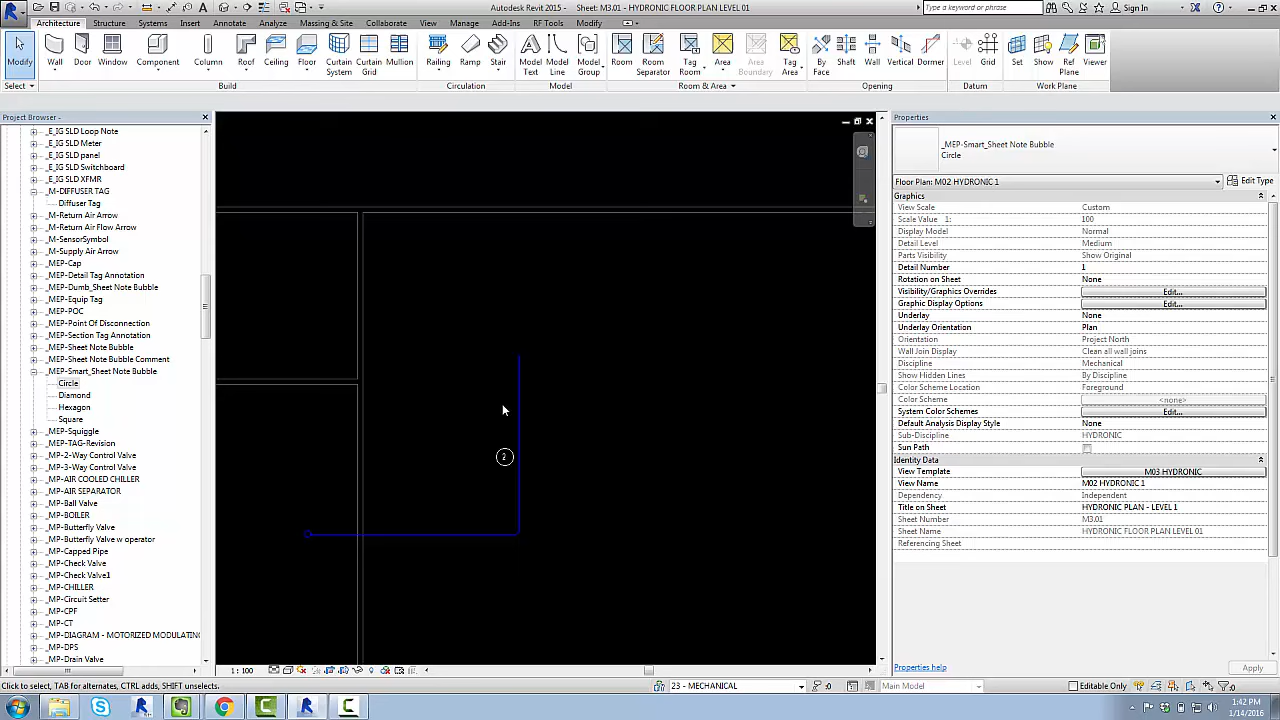 Autodesk Revit 2015 - Sheet: M3.01 - HYDRONIC FLOOR PLAN LEVEL 01
Type a keyword or phrase
Sign In
Architecture Structure Systems Insert Annotate Analyze Massing & Site Collaborate View Manage Add-Ins RF Tools Modify
Modify Wall Door Window Component Column Roof Ceiling Floor Curtain System Curtain Grid Mullion Railing Ramp Stair Model Text Model Line Model Group Room Room Separator Tag Room Area Area Boundary Tag Area By Face Shaft Wall Vertical Dormer Level Grid Set Show Ref Plane Viewer
Select Build Circulation Model Room & Area Opening Datum Work Plane
Project Browser -
_E_IG SLD Loop Note
_E_IG SLD Meter
_E_IG SLD panel
_E_IG SLD Switchboard
_E_IG SLD XFMR
_M-DIFFUSER TAG
Diffuser Tag
_M-Return Air Arrow
_M-Return Air Flow Arrow
_M-SensorSymbol
_M-Supply Air Arrow
_MEP-Cap
_MEP-Detail Tag Annotation
_MEP-Dumb_Sheet Note Bubble
_MEP-Equip Tag
_MEP-POC
_MEP-Point Of Disconnection
_MEP-Section Tag Annotation
_MEP-Sheet Note Bubble
_MEP-Sheet Note Bubble Comment
_MEP-Smart_Sheet Note Bubble
Circle
Diamond
Hexagon
Square
_MEP-Squiggle
_MEP-TAG-Revision
_MP-2-Way Control Valve
_MP-3-Way Control Valve
_MP-AIR COOLED CHILLER
_MP-AIR SEPARATOR
_MP-Ball Valve
_MP-BOILER
_MP-Butterfly Valve
_MP-Butterfly Valve w operator
_MP-Capped Pipe
_MP-Check Valve
_MP-Check Valve1
_MP-CHILLER
_MP-Circuit Setter
_MP-CPF
_MP-CT
_MP-DIAGRAM - MOTORIZED MODULATING
_MP-DPS
_MP-Drain Valve
2
1 : 100
Properties
_MEP-Smart_Sheet Note Bubble
Circle
Floor Plan: M02 HYDRONIC 1
Edit Type
Graphics
View Scale Custom
Scale Value 1: 100
Display Model Normal
Detail Level Medium
Parts Visibility Show Original
Detail Number 1
Rotation on Sheet None
Visibility/Graphics Overrides Edit...
Graphic Display Options Edit...
Underlay None
Underlay Orientation Plan
Orientation Project North
Wall Join Display Clean all wall joins
Discipline Mechanical
Show Hidden Lines By Discipline
Color Scheme Location Foreground
Color Scheme <none>
System Color Schemes Edit...
Default Analysis Display Style None
Sub-Discipline HYDRONIC
Sun Path
Identity Data
View Template M03 HYDRONIC
View Name M02 HYDRONIC 1
Dependency Independent
Title on Sheet HYDRONIC PLAN - LEVEL 1
Sheet Number M3.01
Sheet Name HYDRONIC FLOOR PLAN LEVEL 01
Referencing Sheet
Properties help
Apply
Click to select, TAB for alternates, CTRL adds, SHIFT unselects.
23 - MECHANICAL
:0
Main Model
Editable Only
:0
1:42 PM
1/14/2016